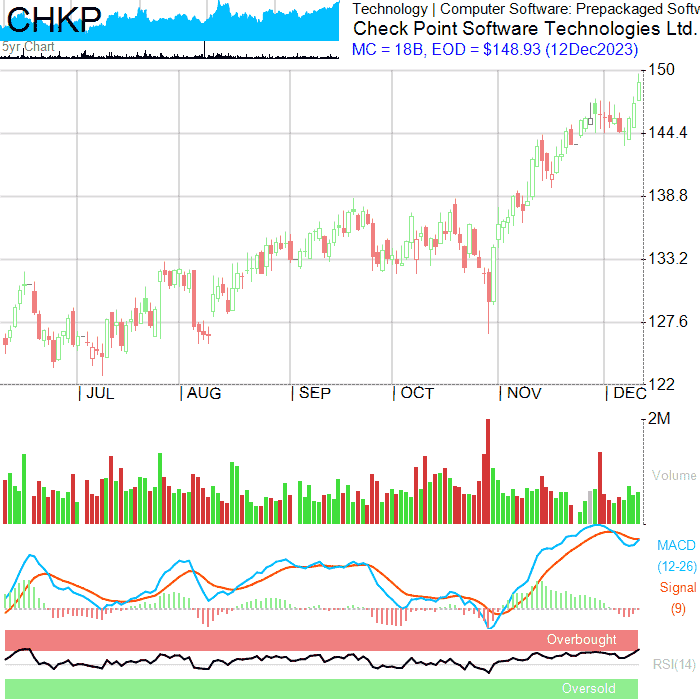 CHKP
5yr Chart
Technology | Computer Software: Prepackaged Softw
Check Point Software Technologies Ltd.
MC = 18B, EOD = $148.93 (12Dec2023)
150
144.4
138.8
133.2
127.6
122
JUL AUG SEP OCT NOV DEC
2M
Volume
MACD
(12-26)
Signal
(9)
Overbought
RSI(14)
Oversold